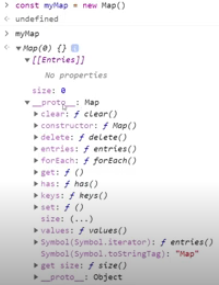 > const myMap = new Map()
< undefined
> myMap
< ▼ Map(0) {} i
▼ [[Entries]]
No properties
size: 0
▼ __proto__: Map
▶ clear: ƒ clear()
▶ constructor: ƒ Map()
▶ delete: ƒ delete()
▶ entries: ƒ entries()
▶ forEach: ƒ forEach()
▶ get: ƒ ()
▶ has: ƒ has()
▶ keys: ƒ keys()
▶ set: ƒ ()
size: (...)
▶ values: ƒ values()
▶ Symbol(Symbol.iterator): ƒ entries()
Symbol(Symbol.toStringTag): "Map"
▶ get size: ƒ size()
▶ __proto__: Object